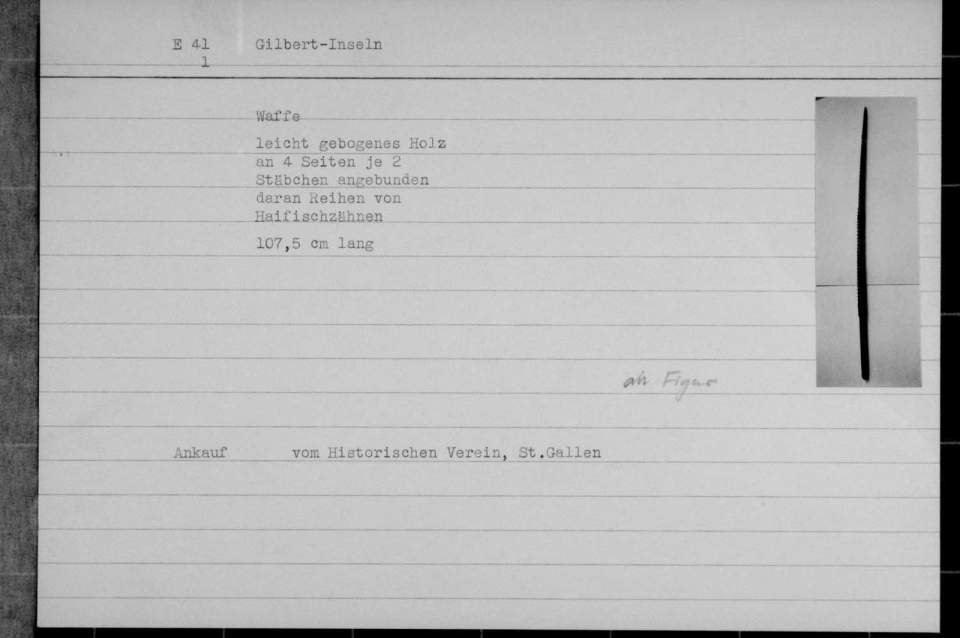 E 41 Gilbert-Inseln
1
Waffe
leicht gebogenes Holz
an 4 Seiten je 2
Stäbchen angebunden
daran Reihen von
Haifischzähnen
107,5 cm lang
an Figur
Ankauf vom Historischen Verein, St.Gallen